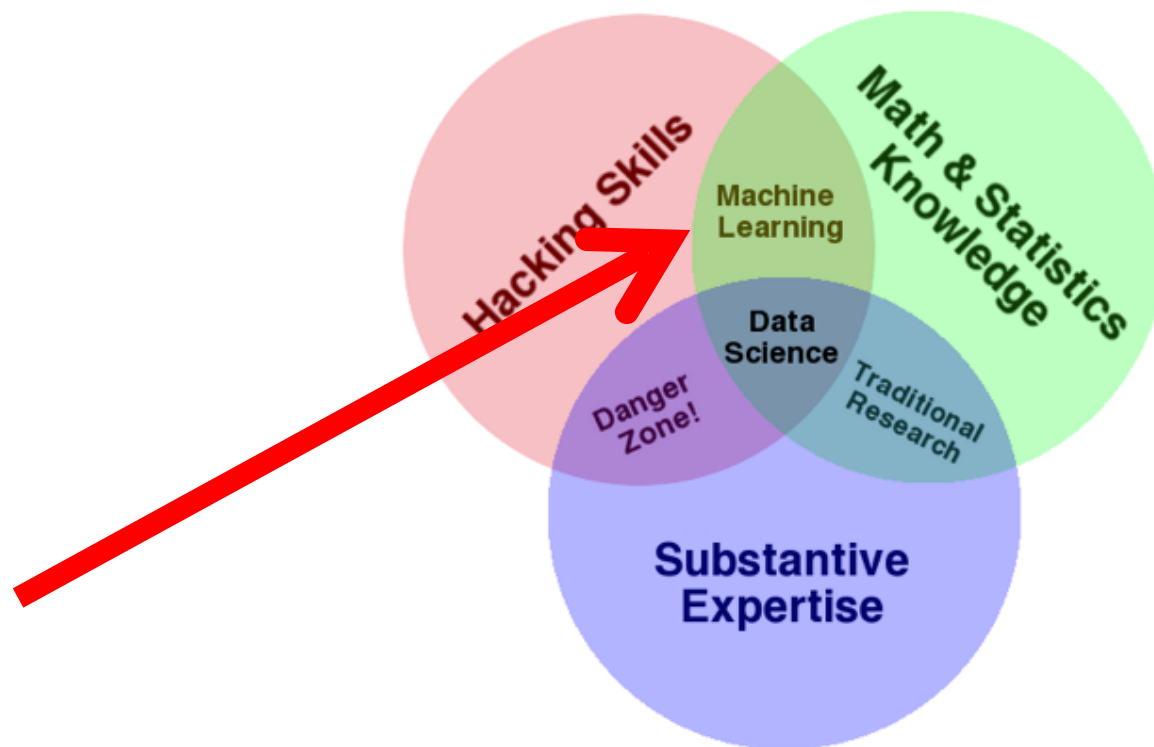 Hacking Skills
Math & Statistics
Knowledge
Machine
Learning
Data
Science
Danger
Zone!
Traditional
Research
Substantive
Expertise